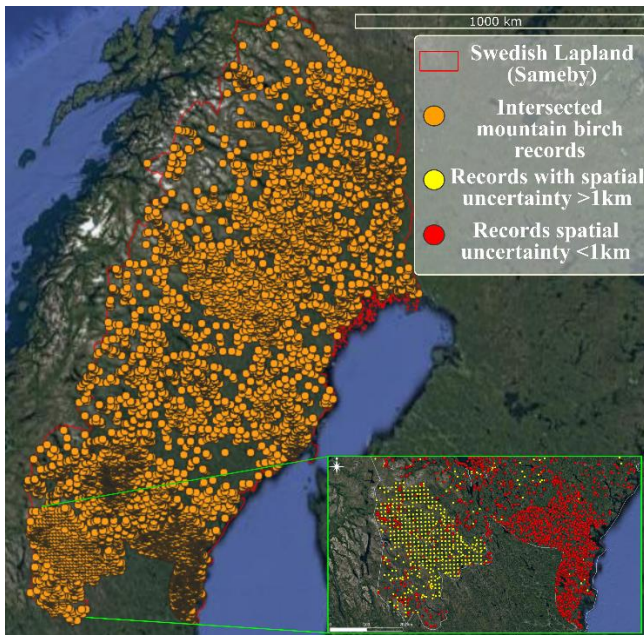 1000 km
Swedish Lapland
(Sameby)
Intersected
mountain birch
records
Records with spatial
uncertainty >1km
Records spatial
uncertainty <1km